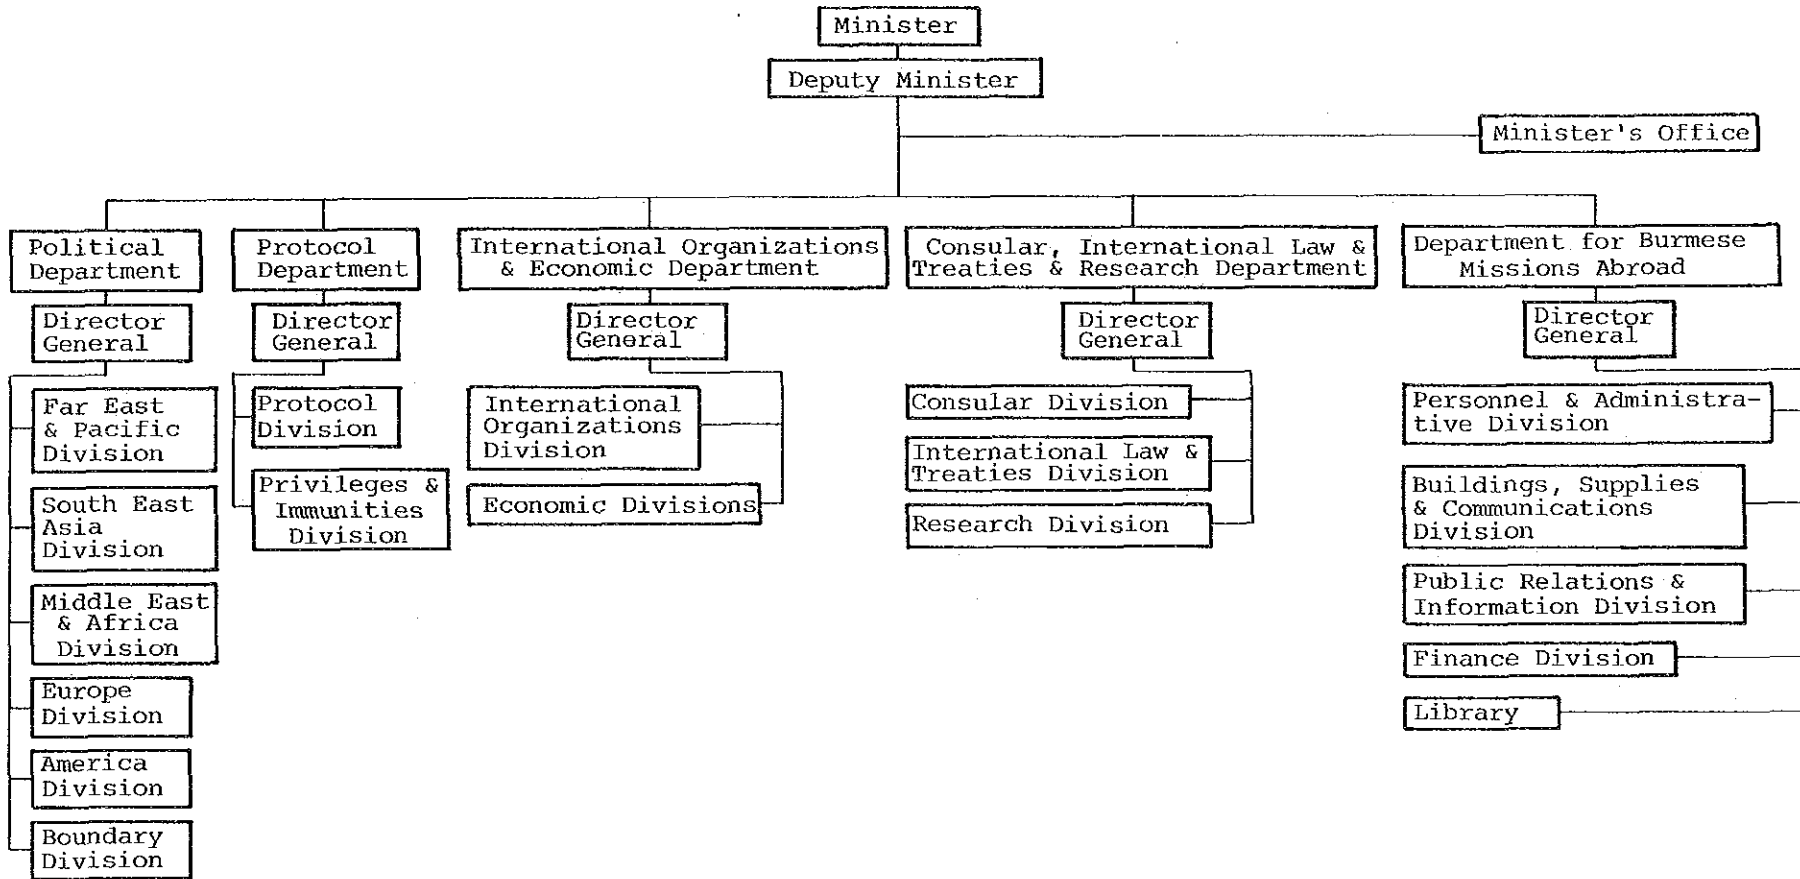 Minister
Deputy Minister
Minister's Office
Political
Department
Protocol
Department
International Organizations
& Economic Department
Consular, International Law &
Treaties & Research Department
Department for Burmese
Missions Abroad
Director
General
Director
General
Director
General
Director
General
Director
General
Far East
& Pacific
Division
South East
Asia
Division
Middle East
& Africa
Division
Europe
Division
America
Division
Boundary
Division
Protocol
Division
Privileges &
Immunities
Division
International
Organizations
Division
Economic Divisions
Consular Division
International Law &
Treaties Division
Research Division
Personnel & Administra-
tive Division
Buildings, Supplies
& Communications
Division
Public Relations &
Information Division
Finance Division
Library